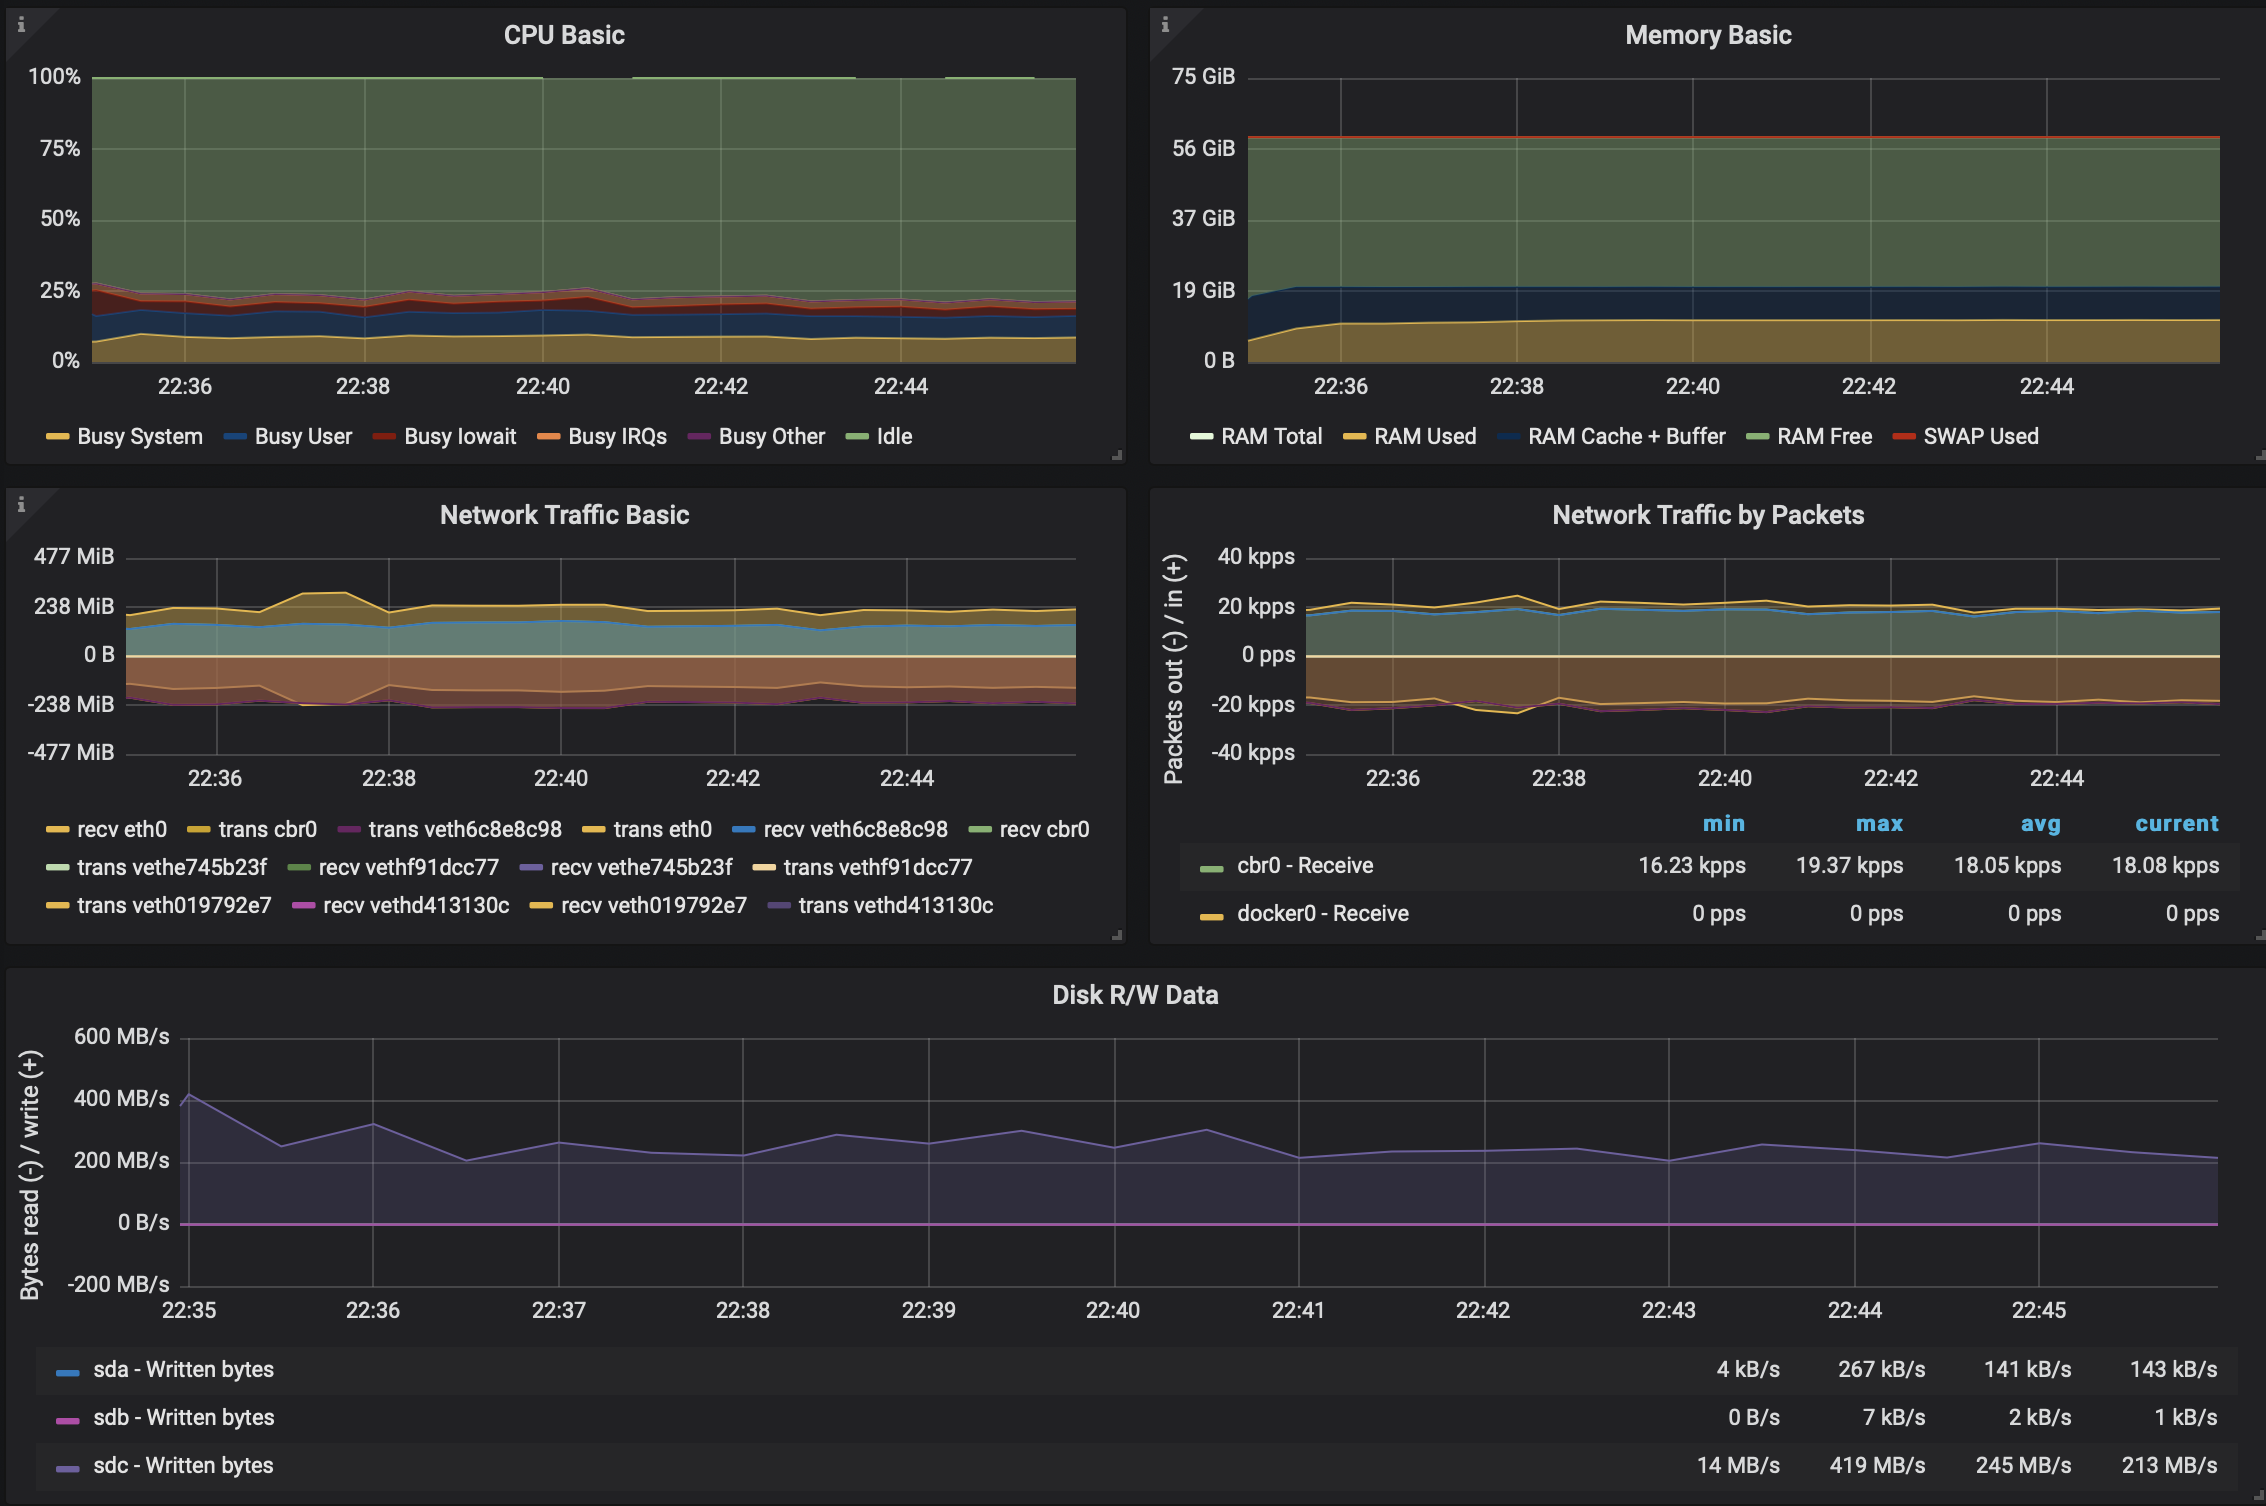 CPU Basic
100%
75%
50%
25%
0%
22:36 22:38 22:40 22:42 22:44
Busy System Busy User Busy Iowait Busy IRQs Busy Other Idle
Memory Basic
75 GiB
56 GiB
37 GiB
19 GiB
0 B
22:36 22:38 22:40 22:42 22:44
RAM Total RAM Used RAM Cache + Buffer RAM Free SWAP Used
Network Traffic Basic
477 MiB
238 MiB
0 B
-238 MiB
-477 MiB
22:36 22:38 22:40 22:42 22:44
recv eth0 trans cbr0 trans veth6c8e8c98 trans eth0 recv veth6c8e8c98 recv cbr0
trans vethe745b23f recv vethf91dcc77 recv vethe745b23f trans vethf91dcc77
trans veth019792e7 recv vethd413130c recv veth019792e7 trans vethd413130c
Network Traffic by Packets
Packets out (-) / in (+)
40 kpps
20 kpps
0 pps
-20 kpps
-40 kpps
22:36 22:38 22:40 22:42 22:44
min max avg current
cbr0 - Receive 16.23 kpps 19.37 kpps 18.05 kpps 18.08 kpps
docker0 - Receive 0 pps 0 pps 0 pps 0 pps
Disk R/W Data
Bytes read (-) / write (+)
600 MB/s
400 MB/s
200 MB/s
0 B/s
-200 MB/s
22:35 22:36 22:37 22:38 22:39 22:40 22:41 22:42 22:43 22:44 22:45
sda - Written bytes 4 kB/s 267 kB/s 141 kB/s 143 kB/s
sdb - Written bytes 0 B/s 7 kB/s 2 kB/s 1 kB/s
sdc - Written bytes 14 MB/s 419 MB/s 245 MB/s 213 MB/s